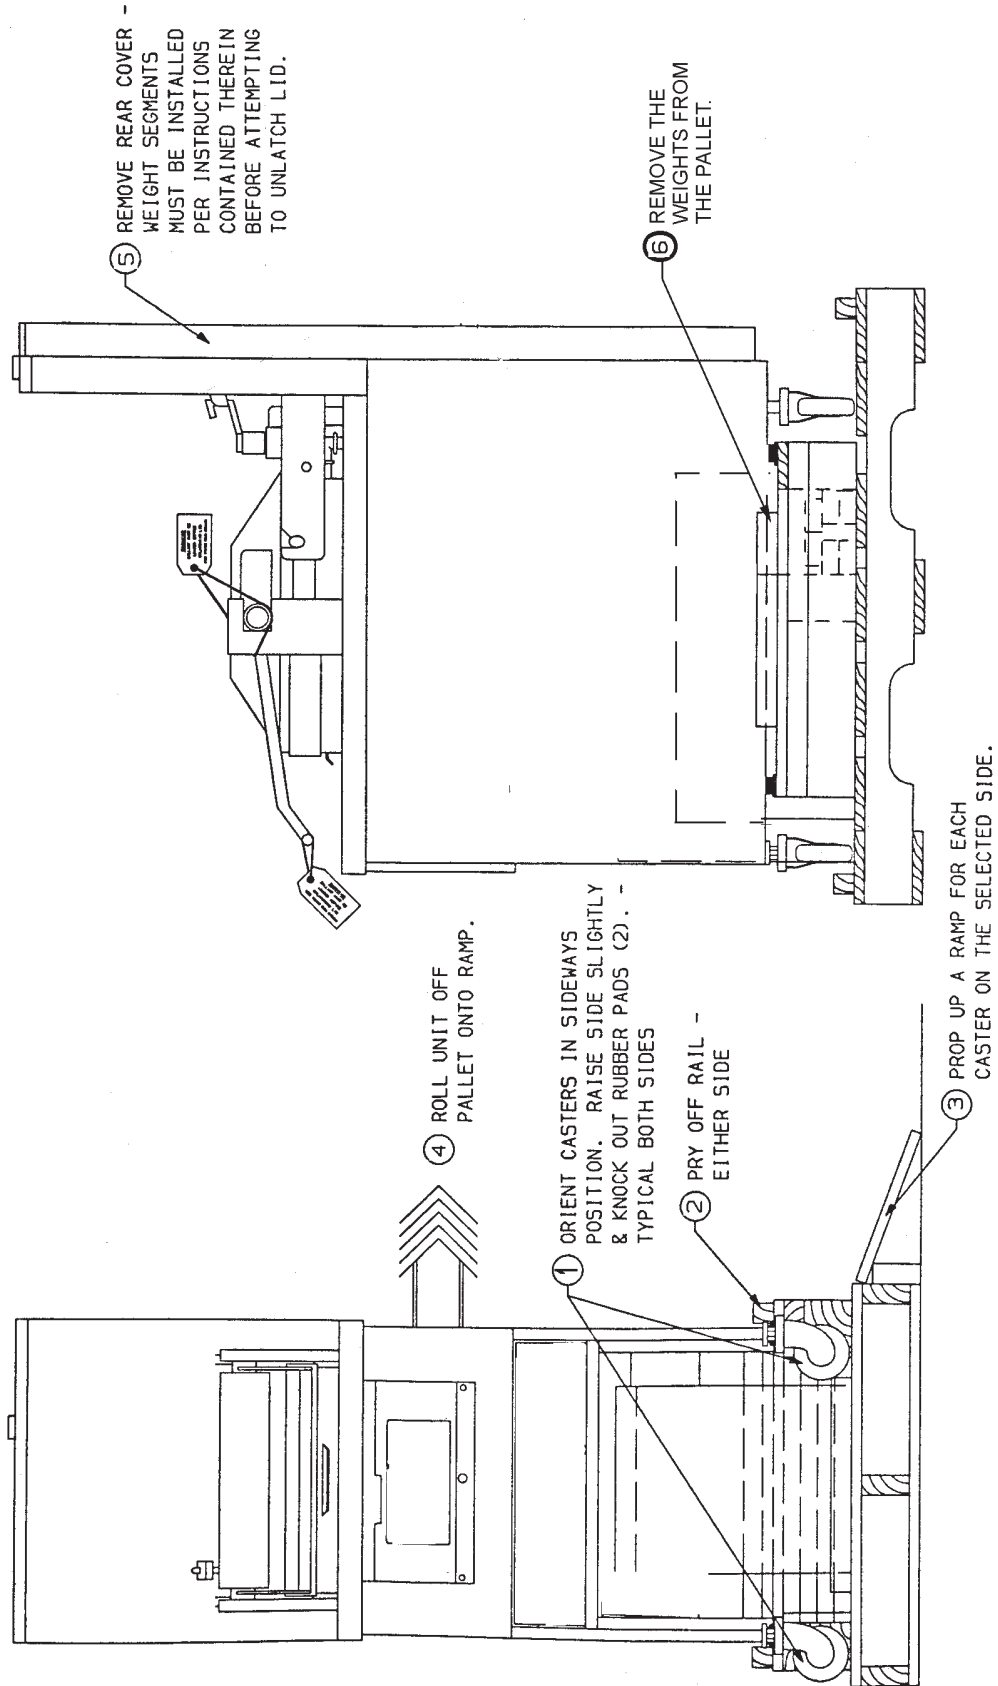 1 ORIENT CASTERS IN SIDEWAYS
POSITION. RAISE SIDE SLIGHTLY
& KNOCK OUT RUBBER PADS (2). -
TYPICAL BOTH SIDES
2 PRY OFF RAIL -
EITHER SIDE
3 PROP UP A RAMP FOR EACH
CASTER ON THE SELECTED SIDE.
4 ROLL UNIT OFF
PALLET ONTO RAMP.
5 REMOVE REAR COVER -
WEIGHT SEGMENTS
MUST BE INSTALLED
PER INSTRUCTIONS
CONTAINED THEREIN
BEFORE ATTEMPTING
TO UNLATCH LID.
6 REMOVE THE
WEIGHTS FROM
THE PALLET.